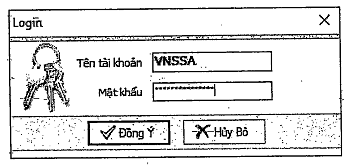 Login
Tên tài khoản VNSSA
Mật khẩu ***************
Đồng Ý Hủy Bỏ